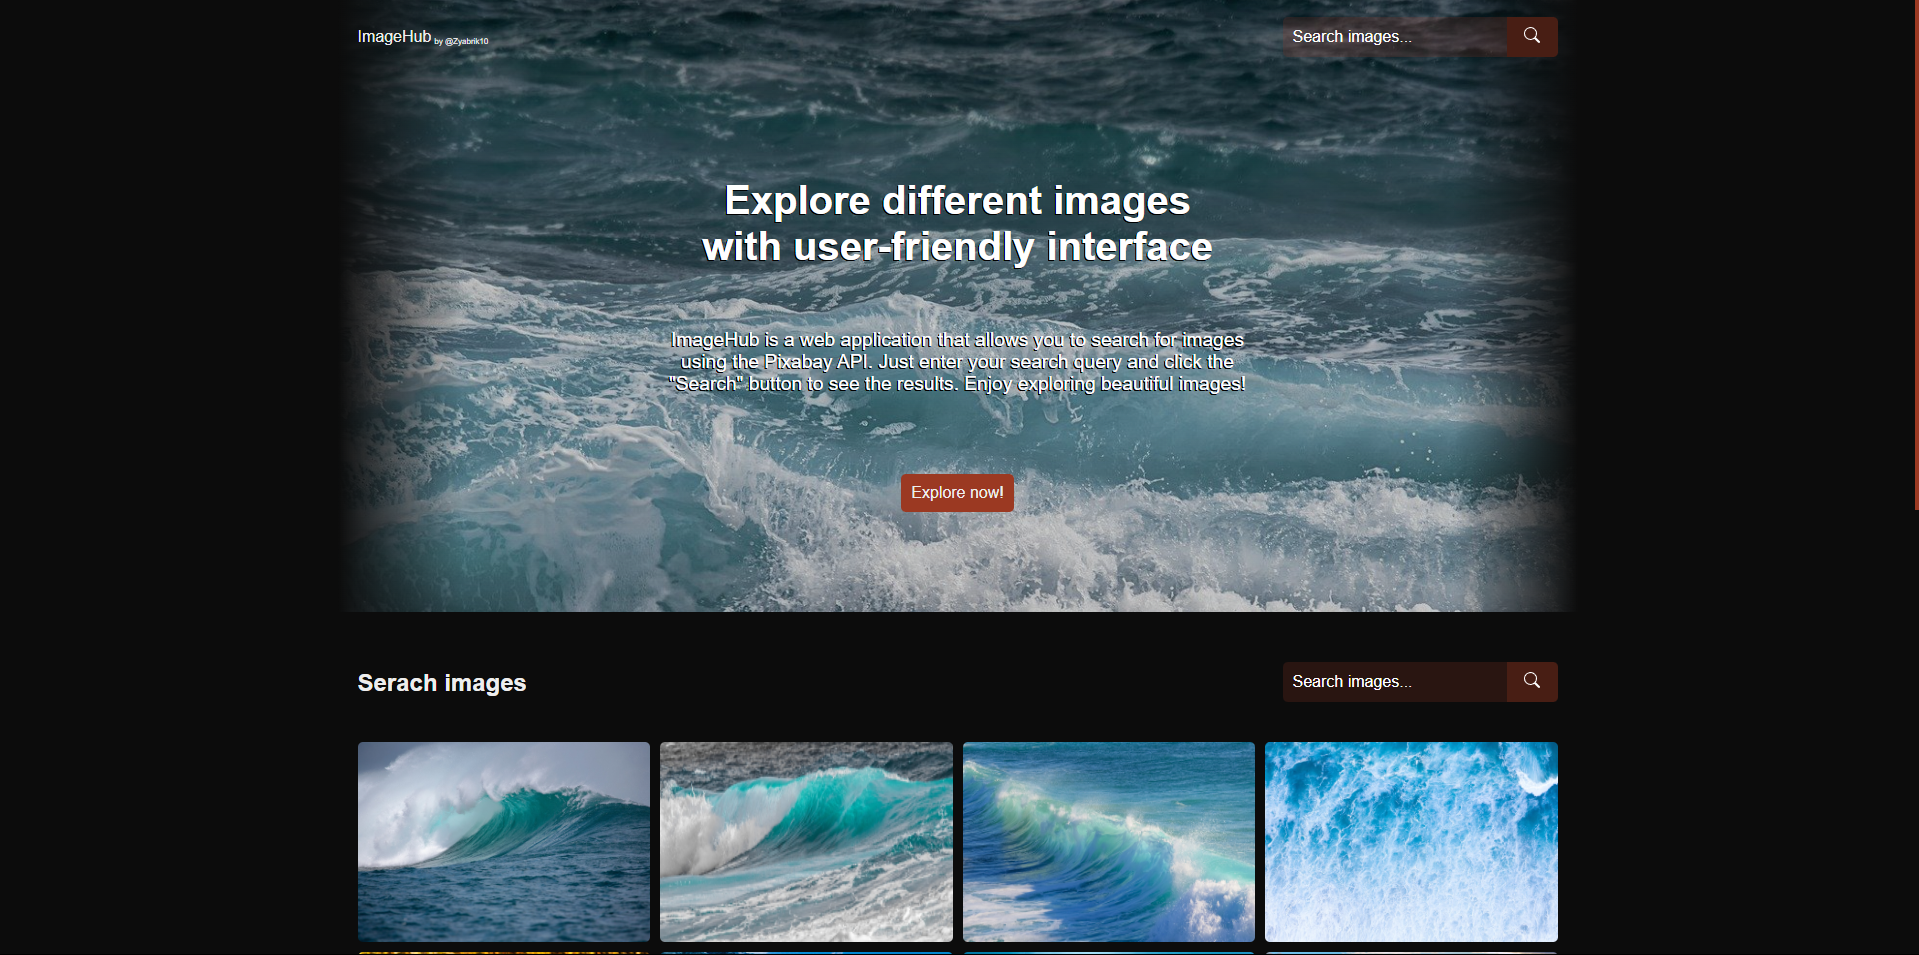 ImageHub by @Zyabrik10
Search images...
Explore different images
with user-friendly interface
ImageHub is a web application that allows you to search for images
using the Pixabay API. Just enter your search query and click the
"Search" button to see the results. Enjoy exploring beautiful images!
Explore now!
Serach images
Search images...